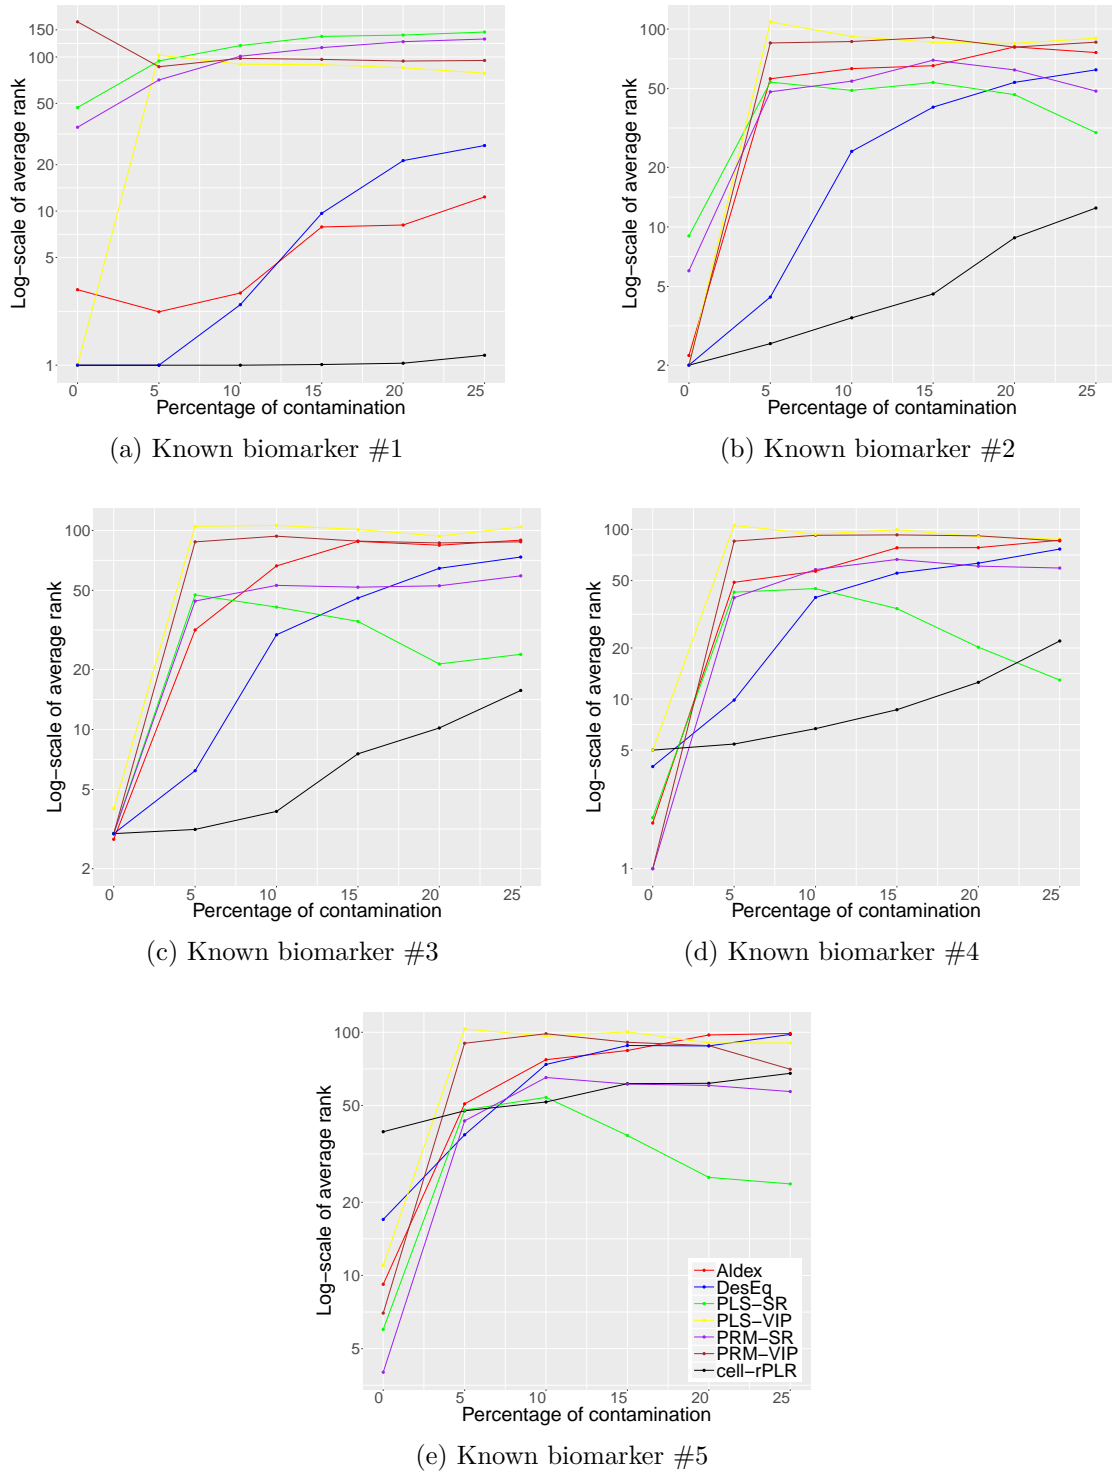 Log−scale of average rank
150
100
50
20
10
5
1
0 5 10 15 20 25
Percentage of contamination
(a) Known biomarker #1
Log−scale of average rank
100
50
20
10
5
2
0 5 10 15 20 25
Percentage of contamination
(b) Known biomarker #2
Log−scale of average rank
100
50
20
10
5
2
0 5 10 15 20 25
Percentage of contamination
(c) Known biomarker #3
Log−scale of average rank
100
50
20
10
5
1
0 5 10 15 20 25
Percentage of contamination
(d) Known biomarker #4
Log−scale of average rank
100
50
20
10
5
Aldex
DesEq
PLS−SR
PLS−VIP
PRM−SR
PRM−VIP
cell−rPLR
0 5 10 15 20 25
Percentage of contamination
(e) Known biomarker #5